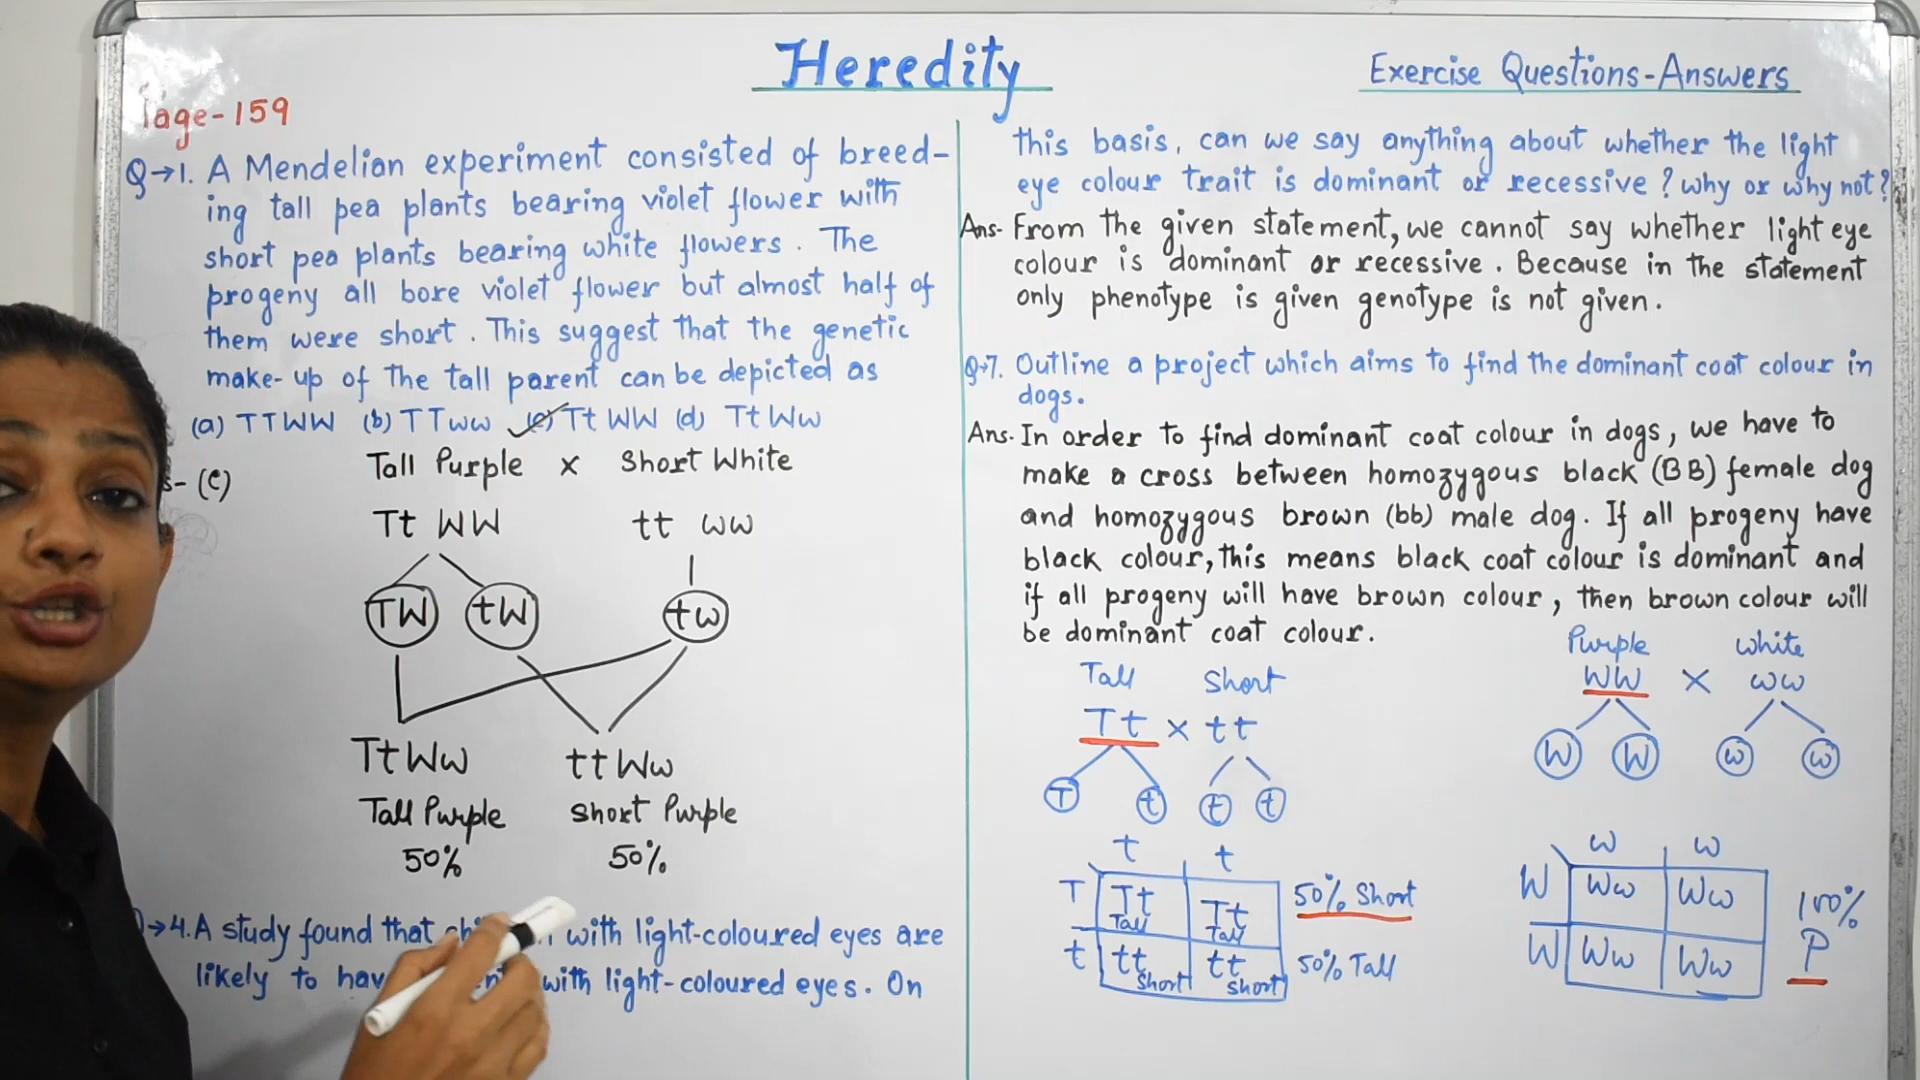 Heredity
Exercise Questions-Answers
Page-159
Q→1. A Mendelian experiment consisted of breed-
ing tall pea plants bearing violet flower with
short pea plants bearing white flowers. The
progeny all bore violet flower but almost half of
them were short. This suggest that the genetic
make-up of the tall parent can be depicted as
(a) TTWW (b) TTww (c) TtWW (d) TtWw
s- (c)
Tall Purple x Short White
Tt WW tt ww
TW tW tw
TtWw ttWw
Tall Purple Short Purple
50% 50%
→4. A study found that with light-coloured eyes are
likely to with light-coloured eyes. On
this basis, can we say anything about whether the light
eye colour trait is dominant or recessive? why or why not?
Ans- From the given statement, we cannot say whether light eye
colour is dominant or recessive. Because in the statement
only phenotype is given genotype is not given.
Q→7. Outline a project which aims to find the dominant coat colour in
dogs.
Ans. In order to find dominant coat colour in dogs, we have to
make a cross between homozygous black (BB) female dog
and homozygous brown (bb) male dog. If all progeny have
black colour, this means black coat colour is dominant and
if all progeny will have brown colour, then brown colour will
be dominant coat colour.
Tall Short
Tt x tt
T t t t
t t
T Tt Tall Tt Tall 50% Short
t tt short tt short 50% Tall
Purple White
WW x ww
W W w w
w w
W Ww Ww 100%
W Ww Ww P